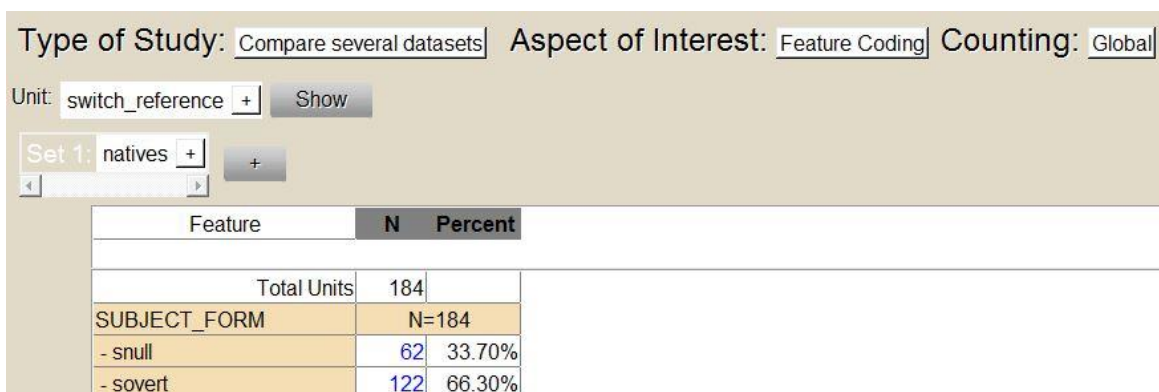 Type of Study: Compare several datasets Aspect of Interest: Feature Coding Counting: Global
Unit: switch_reference + Show
Set 1: natives + +
Feature N Percent
Total Units 184
SUBJECT_FORM N=184
- snull 62 33.70%
- sovert 122 66.30%